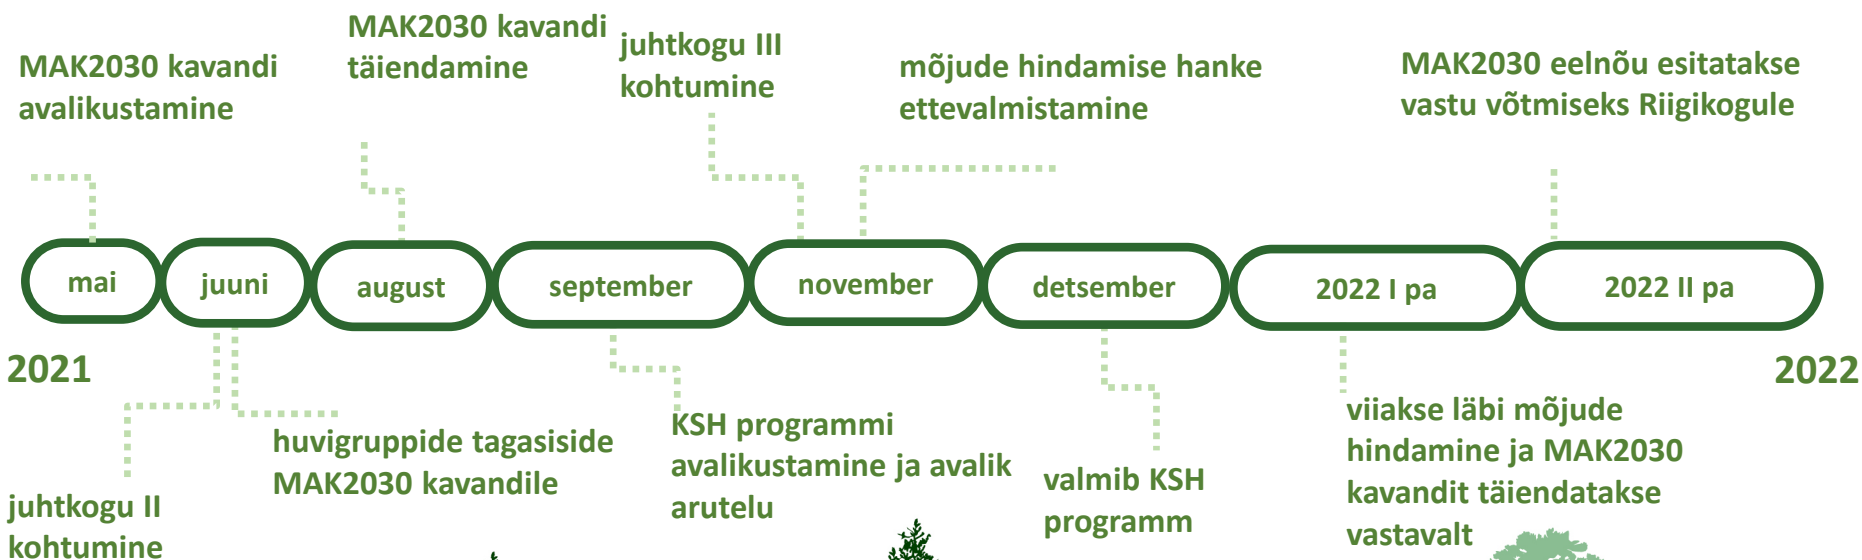 MAK2030 kavandi
avalikustamine
MAK2030 kavandi
täiendamine
juhtkogu III
kohtumine
mõjude hindamise hanke
ettevalmistamine
MAK2030 eelnõu esitatakse
vastu võtmiseks Riigikogule
mai
juuni
august
september
november
detsember
2022 I pa
2022 II pa
2021
2022
juhtkogu II
kohtumine
huvigruppide tagasiside
MAK2030 kavandile
KSH programmi
avalikustamine ja avalik
arutelu
valmib KSH
programm
viiakse läbi mõjude
hindamine ja MAK2030
kavandit täiendatakse
vastavalt